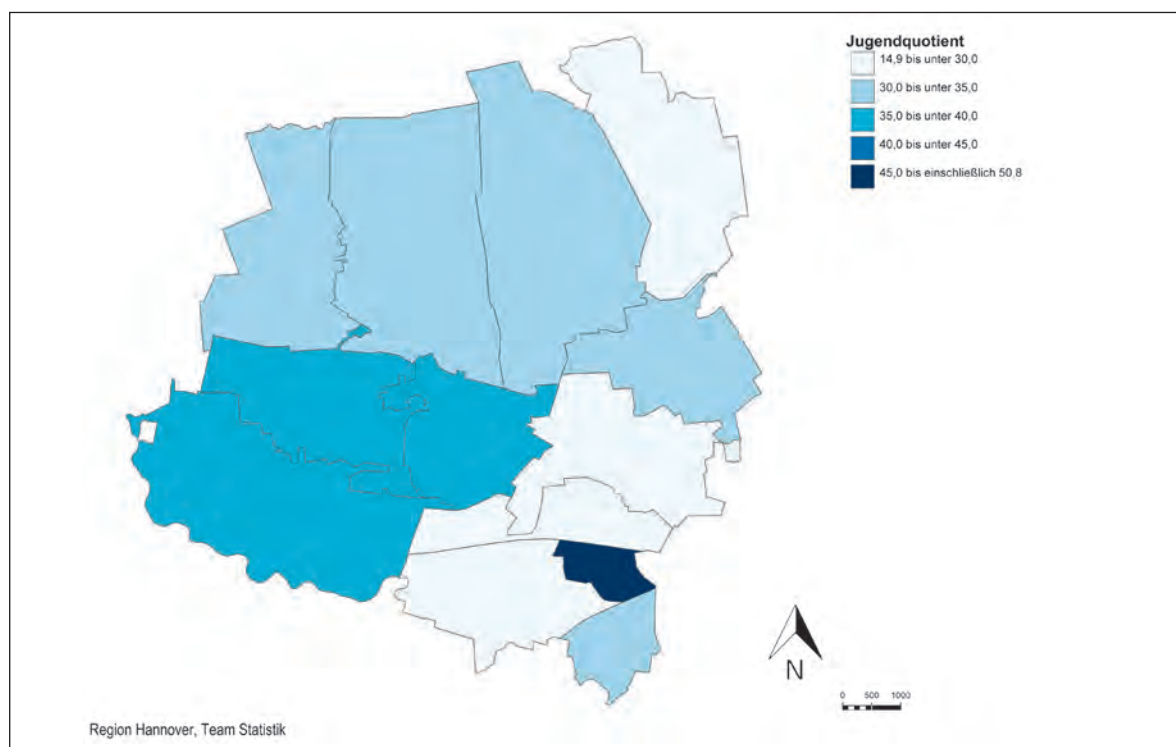 Jugendquotient
14,9 bis unter 30,0
30,0 bis unter 35,0
35,0 bis unter 40,0
40,0 bis unter 45,0
45,0 bis einschließlich 50,8
N
0 500 1000
Region Hannover, Team Statistik